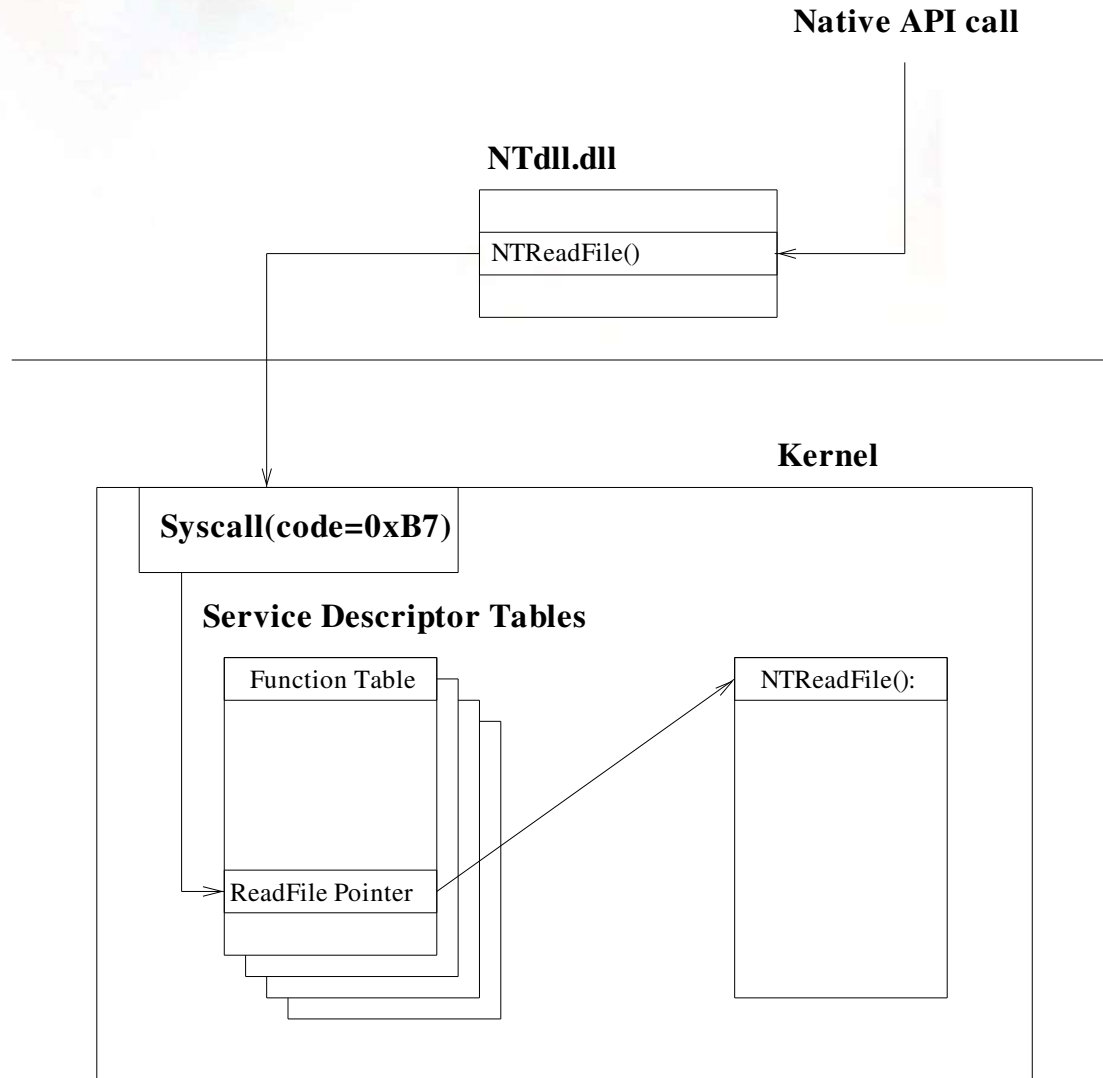 Native API call
NTdll.dll
NTReadFile()
Kernel
Syscall(code=0xB7)
Service Descriptor Tables
Function Table
NTReadFile():
ReadFile Pointer